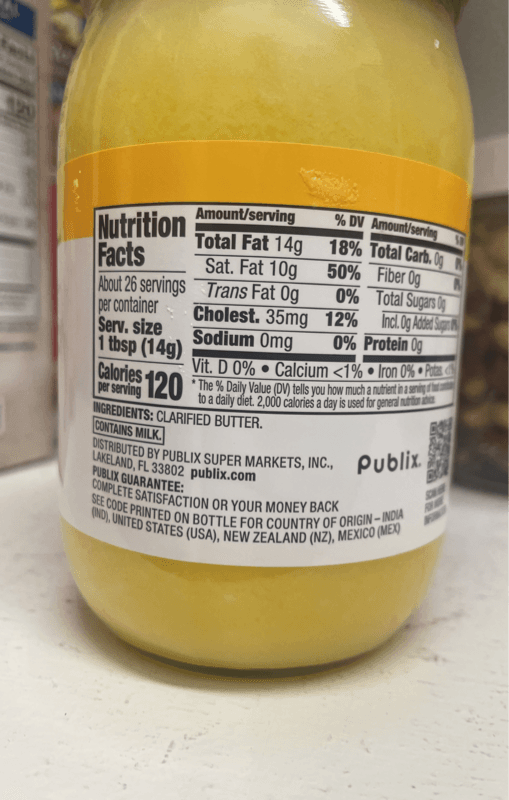 Nutrition Facts
About 26 servings per container
Serv. size
1 tbsp (14g)
Calories per serving 120
Amount/serving % DV
Total Fat 14g 18%
Sat. Fat 10g 50%
Trans Fat 0g 0%
Cholest. 35mg 12%
Sodium 0mg 0%
Amount/serving
Total Carb. 0g
Fiber 0g
Total Sugars 0g
Incl. 0g Added Sugars
Protein 0g
Vit. D 0% • Calcium <1% • Iron 0% • Potas. <1%
* The % Daily Value (DV) tells you how much a nutrient in a serving of food contributes
to a daily diet. 2,000 calories a day is used for general nutrition advice.
INGREDIENTS: CLARIFIED BUTTER.
CONTAINS MILK.
DISTRIBUTED BY PUBLIX SUPER MARKETS, INC.,
LAKELAND, FL 33802 publix.com
Publix.
PUBLIX GUARANTEE:
COMPLETE SATISFACTION OR YOUR MONEY BACK
SEE CODE PRINTED ON BOTTLE FOR COUNTRY OF ORIGIN – INDIA
(IND), UNITED STATES (USA), NEW ZEALAND (NZ), MEXICO (MEX)